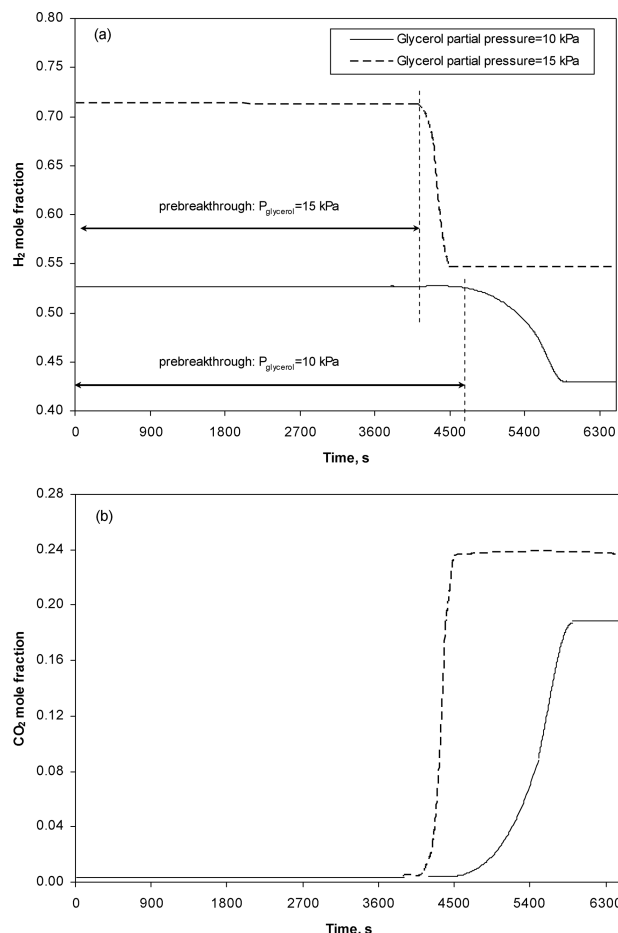 (a)
Glycerol partial pressure=10 kPa
Glycerol partial pressure=15 kPa
0.80
0.75
0.70
0.65
0.60
0.55
0.50
0.45
0.40
H₂ mole fraction
prebreakthrough: Pglycerol=15 kPa
prebreakthrough: Pglycerol=10 kPa
0 900 1800 2700 3600 4500 5400 6300
Time, s
(b)
0.28
0.24
0.20
0.16
0.12
0.08
0.04
0.00
CO₂ mole fraction
0 900 1800 2700 3600 4500 5400 6300
Time, s